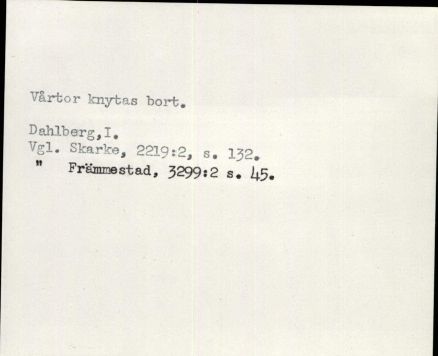 Vårtor knytas bort.
Dahlberg,I.
Vgl. Skarke, 2219:2, s. 132.
" Främmestad, 3299:2 s. 45.